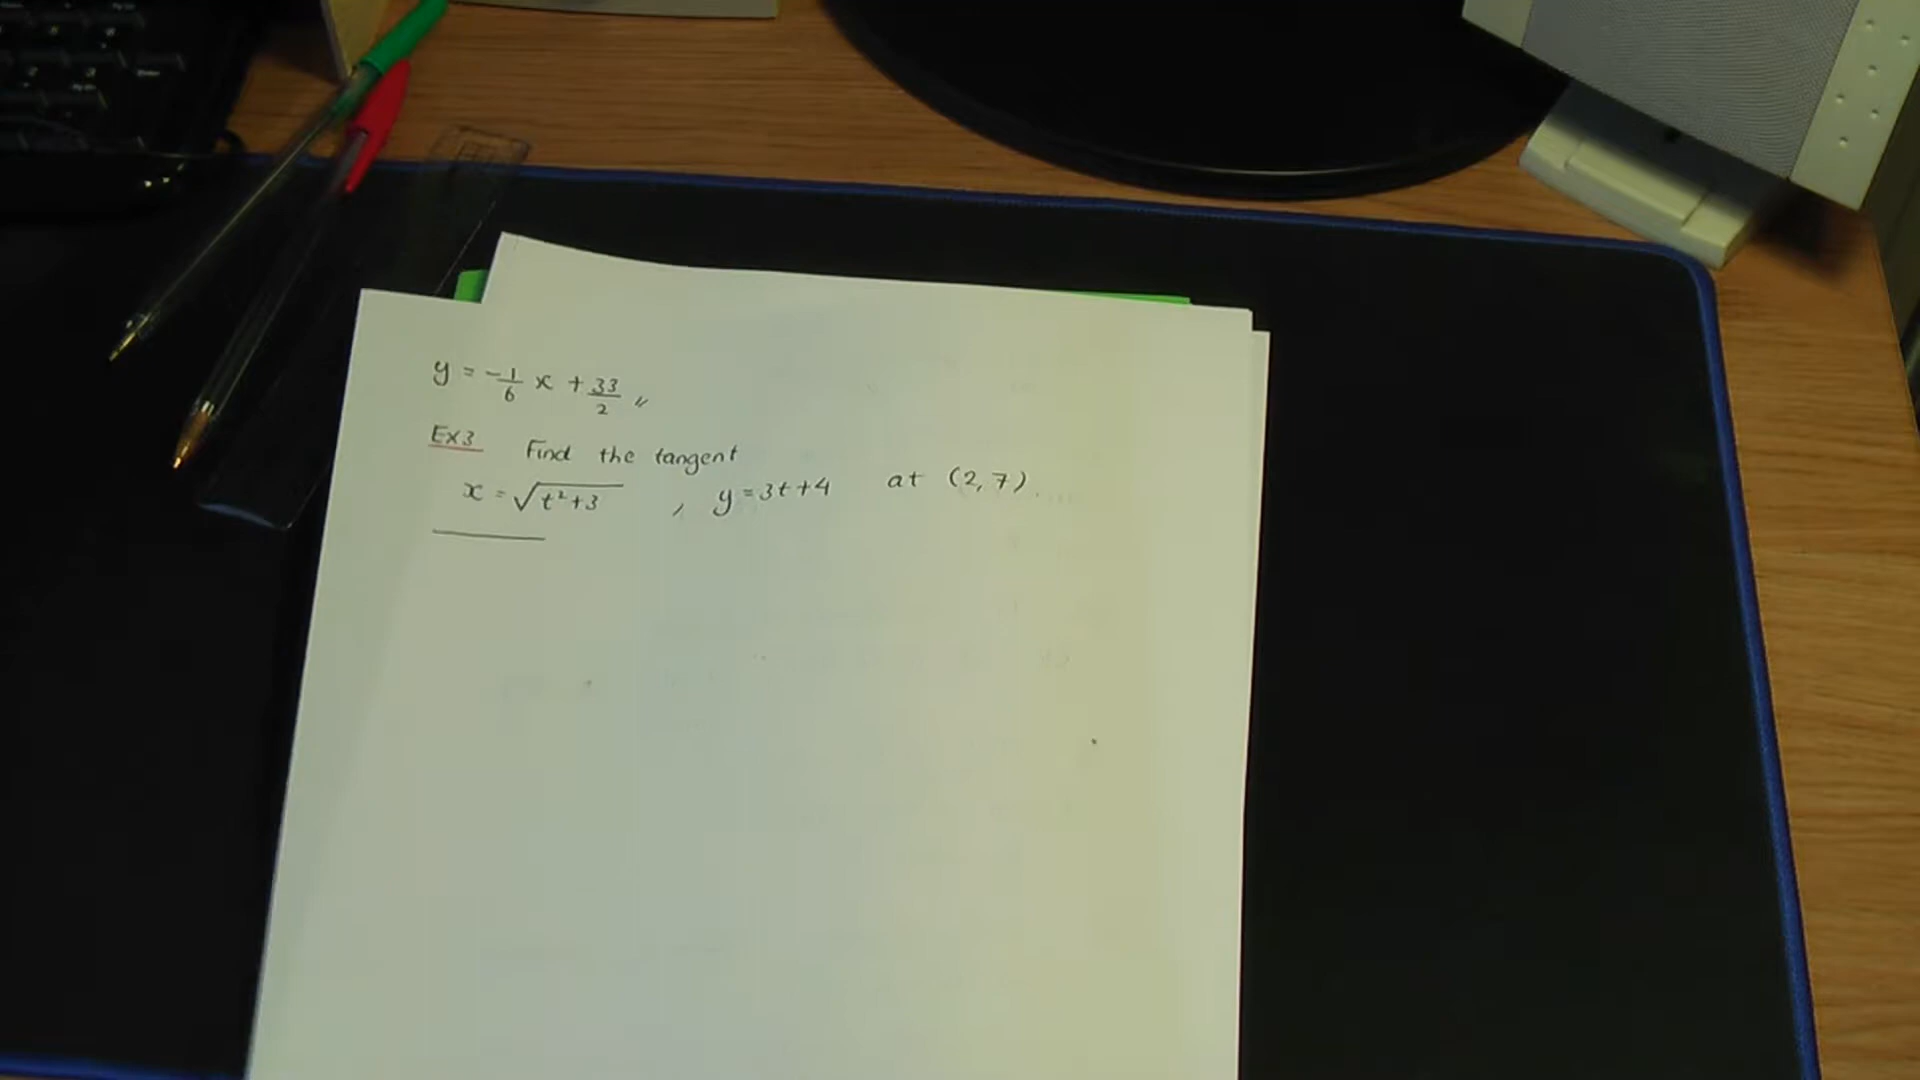 y = -1/6 x + 33/2 „
Ex3 Find the tangent
x = √(t²+3) , y = 3t+4 at (2,7).